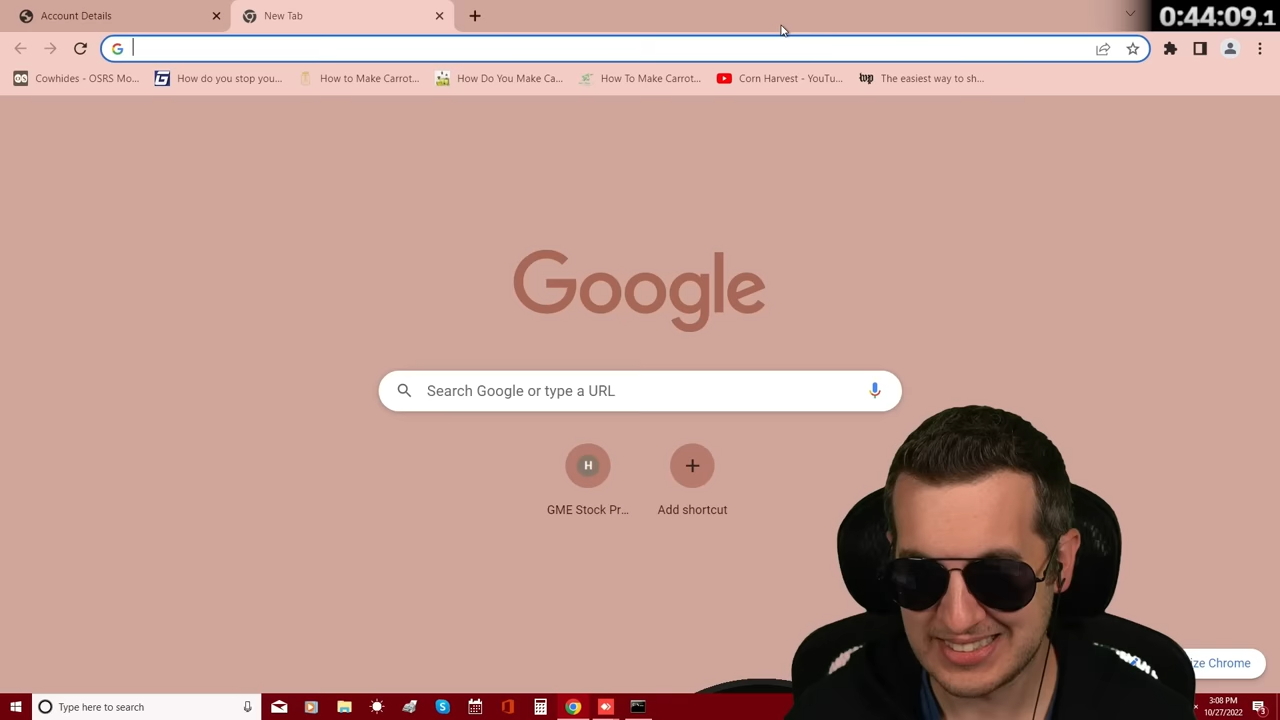 Account Details
New Tab
0:44:09.1
Cowhides - OSRS Mo...
How do you stop you...
How to Make Carrot...
How Do You Make Ca...
How To Make Carrot...
Corn Harvest - YouTu...
wp
The easiest way to sh...
Google
Search Google or type a URL
H
GME Stock Pr...
Add shortcut
ize Chrome
Type here to search
3:08 PM
10/27/2022
3